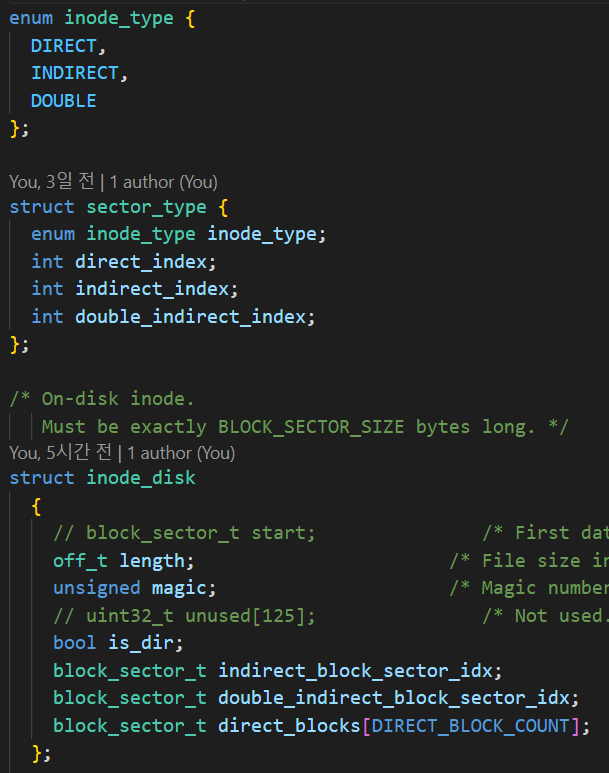 enum inode_type {
DIRECT,
INDIRECT,
DOUBLE
};
You, 3일 전 | 1 author (You)
struct sector_type {
enum inode_type inode_type;
int direct_index;
int indirect_index;
int double_indirect_index;
};
/* On-disk inode.
Must be exactly BLOCK_SECTOR_SIZE bytes long. */
You, 5시간 전 | 1 author (You)
struct inode_disk
{
// block_sector_t start; /* First dat
off_t length; /* File size in
unsigned magic; /* Magic number
// uint32_t unused[125]; /* Not used.
bool is_dir;
block_sector_t indirect_block_sector_idx;
block_sector_t double_indirect_block_sector_idx;
block_sector_t direct_blocks[DIRECT_BLOCK_COUNT];
};